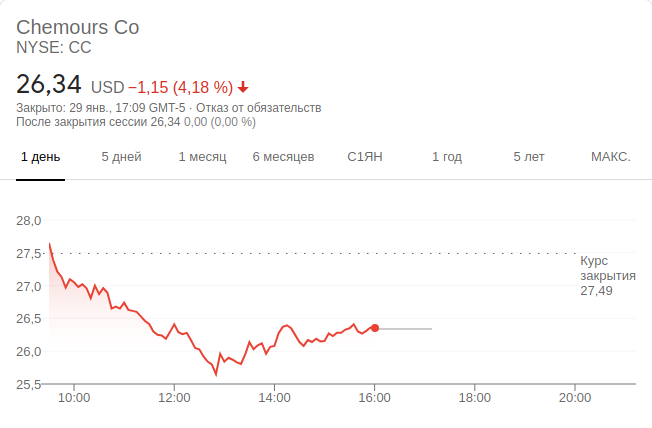 Chemours Co
NYSE: CC
26,34 USD −1,15 (4,18 %)
Закрыто: 29 янв., 17:09 GMT-5 · Отказ от обязательств
После закрытия сессии 26,34 0,00 (0,00 %)
1 день 5 дней 1 месяц 6 месяцев С1ЯН 1 год 5 лет МАКС.
28,0
27,5
Курс
закрытия
27,49
27,0
26,5
26,0
25,5
10:00 12:00 14:00 16:00 18:00 20:00